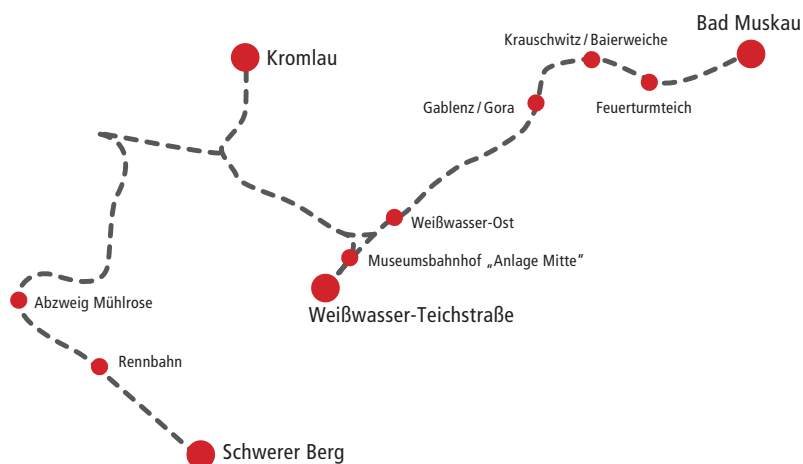 Bad Muskau
Krauschwitz / Baierweiche
Kromlau
Gablenz / Gora
Feuerturmteich
Weißwasser-Ost
Museumsbahnhof „Anlage Mitte“
Abzweig Mühlrose
Weißwasser-Teichstraße
Rennbahn
Schwerer Berg